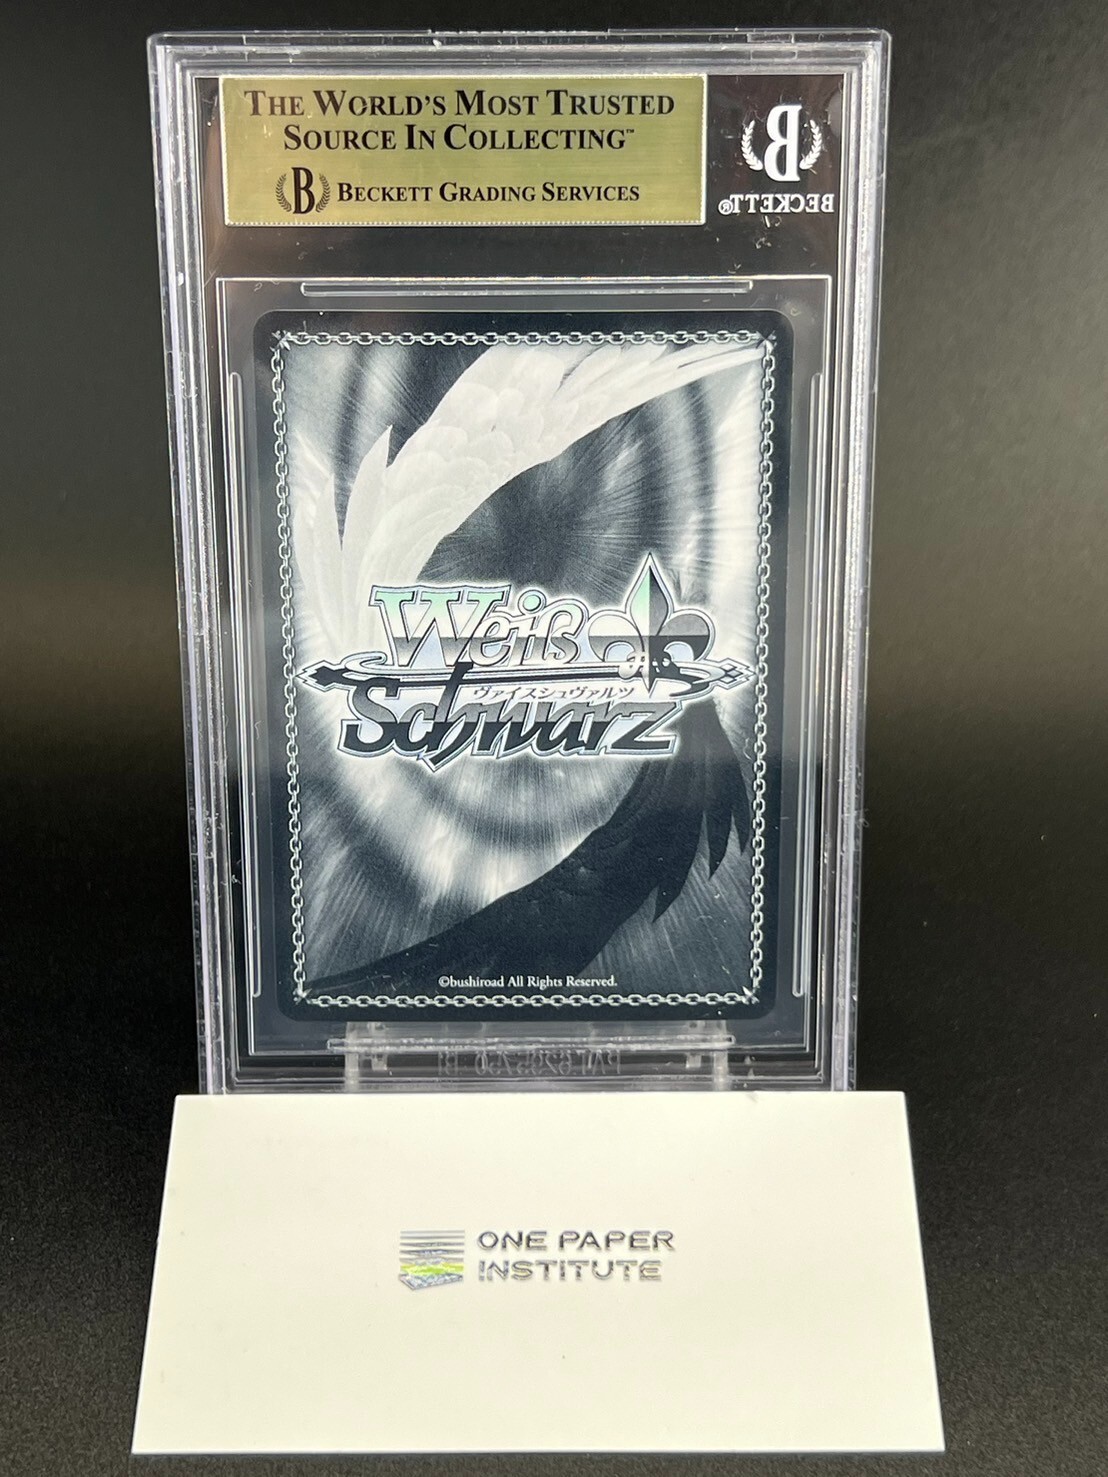 THE WORLD'S MOST TRUSTED
SOURCE IN COLLECTING™
B BECKETT GRADING SERVICES
B
BECKETT®
Weiß
ヴァイスシュヴァルツ
Schwarz
©bushiroad All Rights Reserved.
ONE PAPER
INSTITUTE